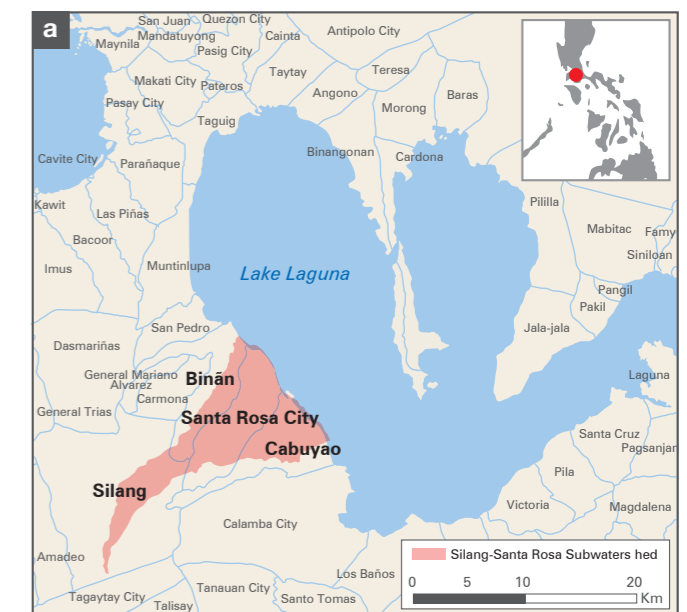 a
San Juan
Quezon City
Mandatuyong
Cainta
Antipolo City
Maynila
Pasig City
Taytay
Teresa
Makati City
Pateros
Angono
Baras
Pasay City
Morong
Taguig
Binangonan
Cardona
Cavite City
Parañaque
Kawit
Las Piñas
Pililla
Bacoor
Mabitac
Famy
Imus
Muntinlupa
Lake Laguna
Siniloan
Pangil
Pakil
San Pedro
Jala-jala
Dasmariñas
General Mariano
Alvarez
Binãn
Laguna
Carmona
General Trias
Santa Rosa City
Santa Cruz
Cabuyao
Pagsanjan
Pila
Silang
Victoria
Magdalena
Calamba City
Amadeo
Los Baños
Tanauan City
Tagaytay City
Santo Tomas
Talisay
Silang-Santa Rosa Subwaters hed
0 5 10 20
Km